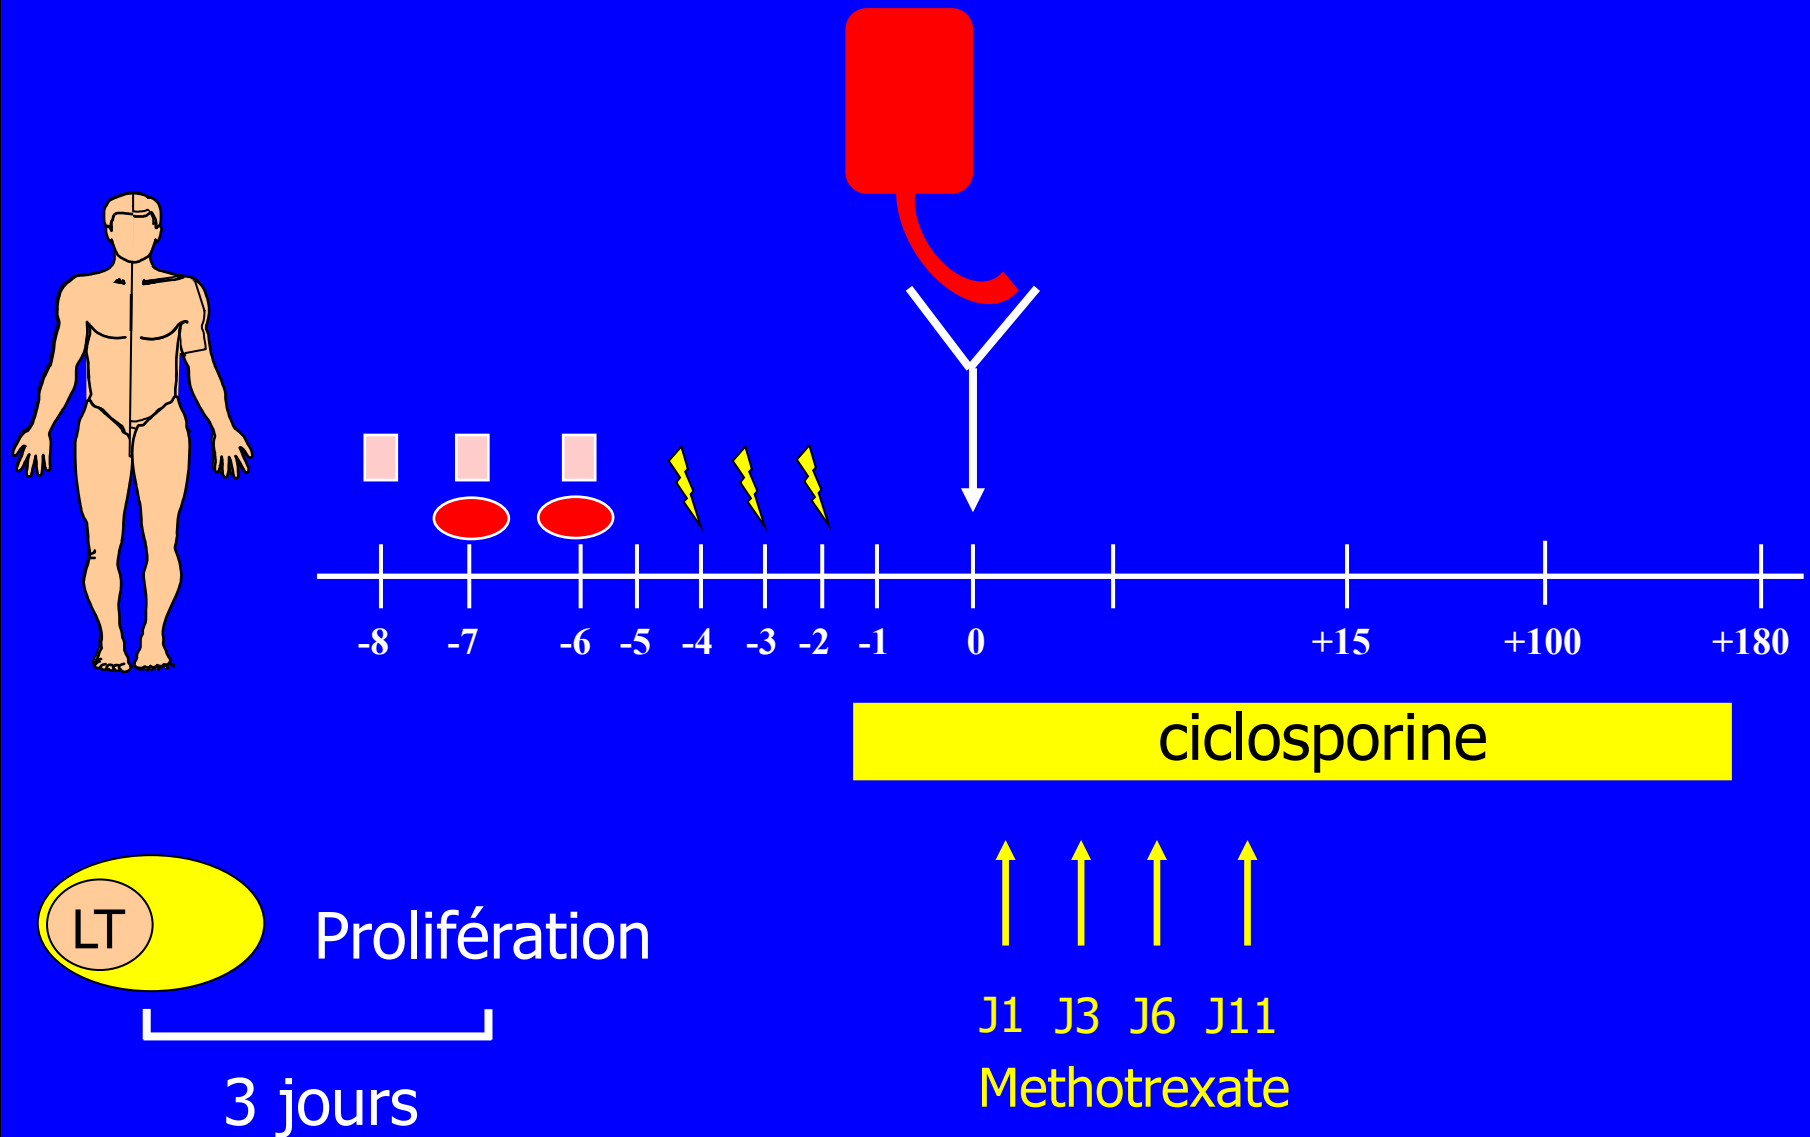 -8 -7 -6 -5 -4 -3 -2 -1 0 +15 +100 +180
ciclosporine
LT
Prolifération
3 jours
J1 J3 J6 J11
Methotrexate